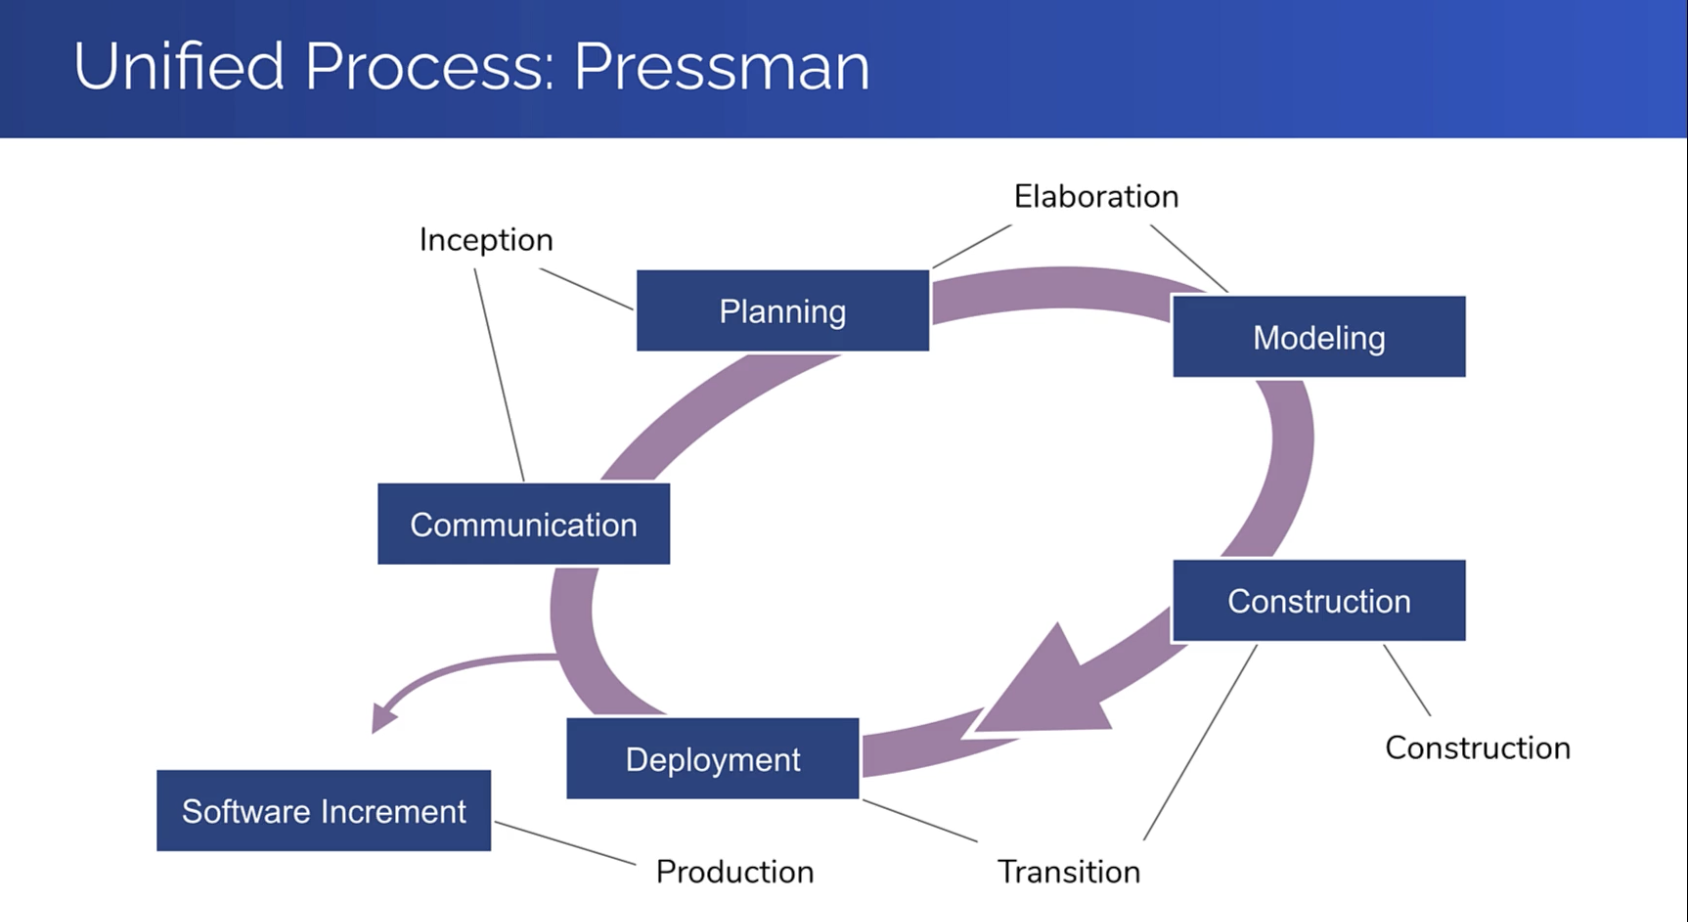 Unified Process: Pressman
Elaboration
Inception
Planning
Modeling
Communication
Construction
Construction
Deployment
Software Increment
Production
Transition